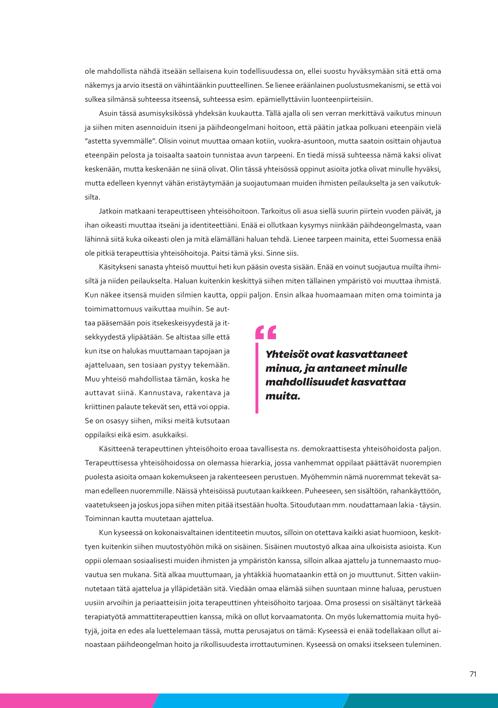 ole mahdollista nähdä itseään sellaisena kuin todellisuudessa on, ellei suostu hyväksymään sitä että oma
näkemys ja arvio itsestä on vähintäänkin puutteellinen. Se lienee eräänlainen puolustusmekanismi, se että voi
sulkea silmänsä suhteessa itseensä, suhteessa esim. epämiellyttäviin luonteenpiirteisiin.
Asuin tässä asumisyksikössä yhdeksän kuukautta. Tällä ajalla oli sen verran merkittävä vaikutus minuun
ja siihen miten asennoiduin itseni ja päihdeongelmani hoitoon, että päätin jatkaa polkuani eteenpäin vielä
"astetta syvemmälle". Olisin voinut muuttaa omaan kotiin, vuokra-asuntoon, mutta saatoin osittain ohjautua
eteenpäin pelosta ja toisaalta saatoin tunnistaa avun tarpeeni. En tiedä missä suhteessa nämä kaksi olivat
keskenään, mutta keskenään ne siinä olivat. Olin tässä yhteisössä oppinut asioita jotka olivat minulle hyväksi,
mutta edelleen kyennyt vähän eristäytymään ja suojautumaan muiden ihmisten peilaukselta ja sen vaikutuk-
silta.
Jatkoin matkaani terapeuttiseen yhteisöhoitoon. Tarkoitus oli asua siellä suurin piirtein vuoden päivät, ja
ihan oikeasti muuttaa itseäni ja identiteettiäni. Enää ei ollutkaan kysymys niinkään päihdeongelmasta, vaan
lähinnä siitä kuka oikeasti olen ja mitä elämälläni haluan tehdä. Lienee tarpeen mainita, ettei Suomessa enää
ole pitkiä terapeuttisia yhteisöhoitoja. Paitsi tämä yksi. Sinne siis.
Käsitykseni sanasta yhteisö muuttui heti kun pääsin ovesta sisään. Enää en voinut suojautua muilta ihmi-
siltä ja niiden peilaukselta. Haluan kuitenkin keskittyä siihen miten tällainen ympäristö voi muuttaa ihmistä.
Kun näkee itsensä muiden silmien kautta, oppii paljon. Ensin alkaa huomaamaan miten oma toiminta ja
toimimattomuus vaikuttaa muihin. Se aut-
taa pääsemään pois itsekeskeisyydestä ja it-
sekkyydestä ylipäätään. Se altistaa sille että
kun itse on halukas muuttamaan tapojaan ja
ajatteluaan, sen tosiaan pystyy tekemään.
Muu yhteisö mahdollistaa tämän, koska he
auttavat siinä. Kannustava, rakentava ja
kriittinen palaute tekevät sen, että voi oppia.
Se on osasyy siihen, miksi meitä kutsutaan
oppilaiksi eikä esim. asukkaiksi.
“
Yhteisöt ovat kasvattaneet
minua, ja antaneet minulle
mahdollisuudet kasvattaa
muita.
Käsitteenä terapeuttinen yhteisöhoito eroaa tavallisesta ns. demokraattisesta yhteisöhoidosta paljon.
Terapeuttisessa yhteisöhoidossa on olemassa hierarkia, jossa vanhemmat oppilaat päättävät nuorempien
puolesta asioita omaan kokemukseen ja rakenteeseen perustuen. Myöhemmin nämä nuoremmat tekevät sa-
man edelleen nuoremmille. Näissä yhteisöissä puututaan kaikkeen. Puheeseen, sen sisältöön, rahankäyttöön,
vaatetukseen ja joskus jopa siihen miten pitää itsestään huolta. Sitoudutaan mm. noudattamaan lakia - täysin.
Toiminnan kautta muutetaan ajattelua.
Kun kyseessä on kokonaisvaltainen identiteetin muutos, silloin on otettava kaikki asiat huomioon, keskit-
tyen kuitenkin siihen muutostyöhön mikä on sisäinen. Sisäinen muutostyö alkaa aina ulkoisista asioista. Kun
oppii olemaan sosiaalisesti muiden ihmisten ja ympäristön kanssa, silloin alkaa ajattelu ja tunnemaasto muo-
vautua sen mukana. Sitä alkaa muuttumaan, ja yhtäkkiä huomataankin että on jo muuttunut. Sitten vakiin-
nutetaan tätä ajattelua ja ylläpidetään sitä. Viedään omaa elämää siihen suuntaan minne haluaa, perustuen
uusiin arvoihin ja periaatteisiin joita terapeuttinen yhteisöhoito tarjoaa. Oma prosessi on sisältänyt tärkeää
terapiatyötä ammattiterapeuttien kanssa, mikä on ollut korvaamatonta. On myös lukemattomia muita hyö-
tyjä, joita en edes ala luettelemaan tässä, mutta perusajatus on tämä: Kyseessä ei enää todellakaan ollut ai-
noastaan päihdeongelman hoito ja rikollisuudesta irrottautuminen. Kyseessä on omaksi itsekseen tuleminen.
71